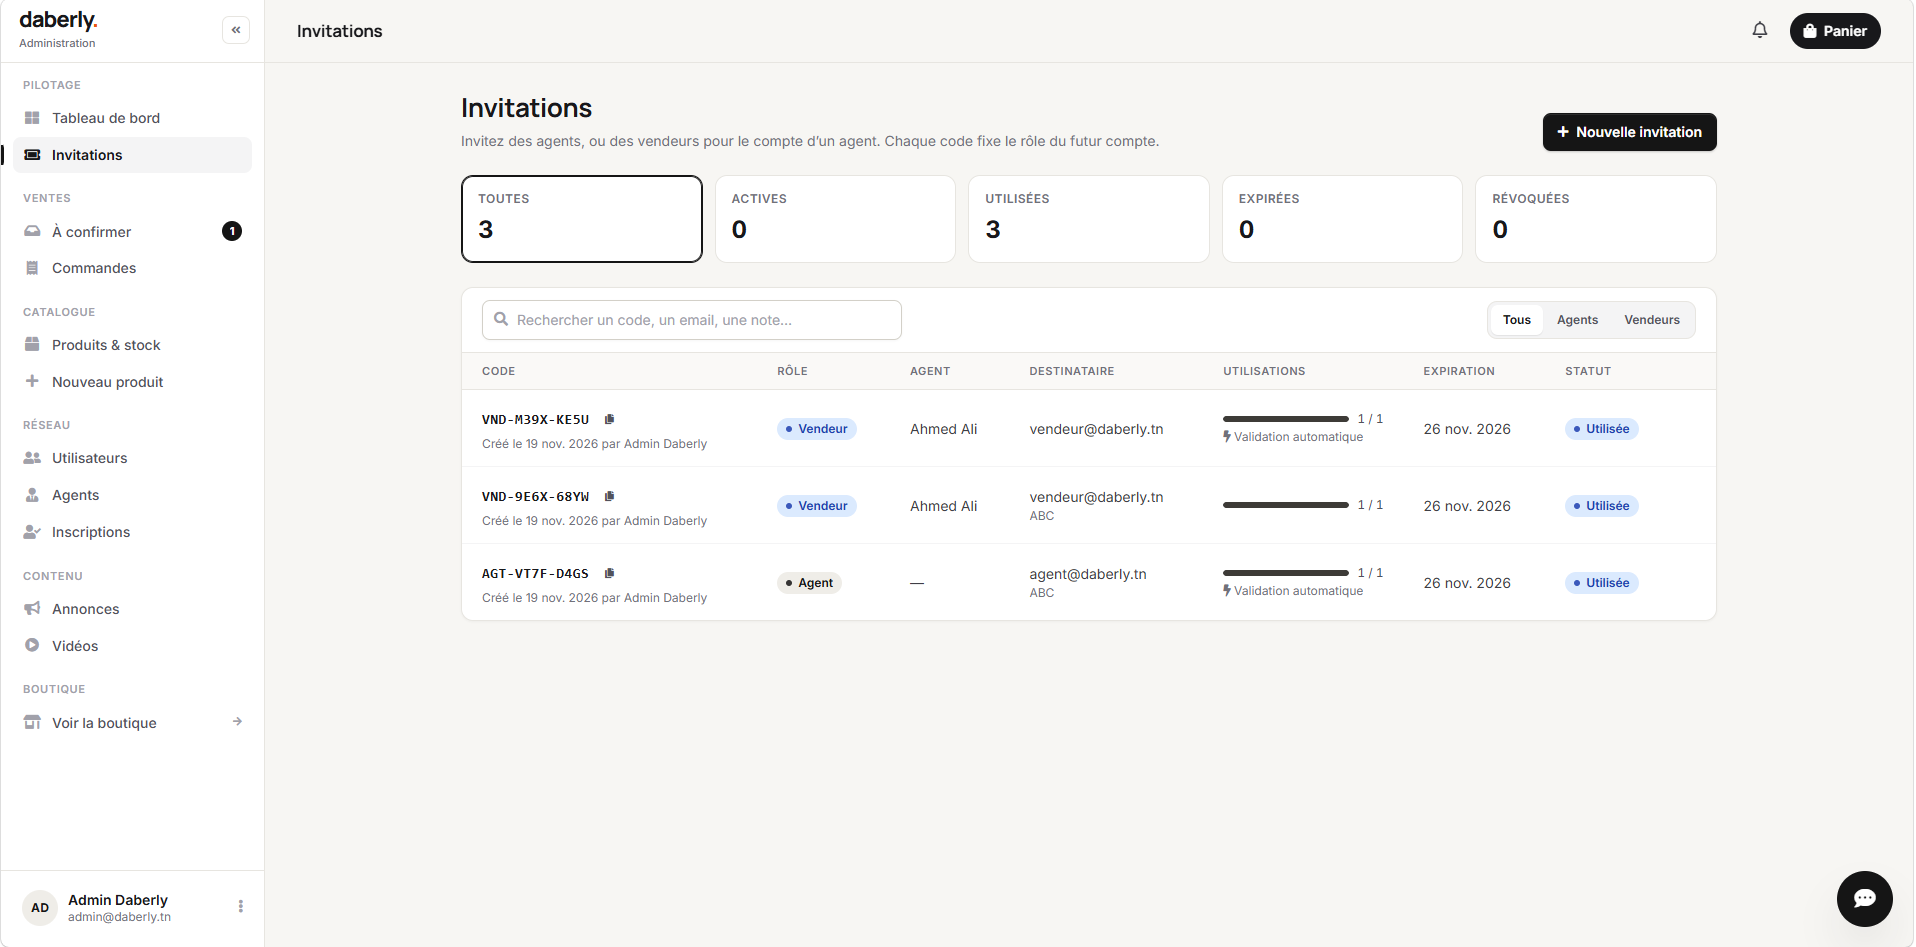 daberly.
Administration
«
Invitations
Panier
PILOTAGE
Tableau de bord
Invitations
VENTES
À confirmer
1
Commandes
CATALOGUE
Produits & stock
Nouveau produit
RÉSEAU
Utilisateurs
Agents
Inscriptions
CONTENU
Annonces
Vidéos
BOUTIQUE
Voir la boutique
AD
Admin Daberly
admin@daberly.tn
Invitations
Invitez des agents, ou des vendeurs pour le compte d'un agent. Chaque code fixe le rôle du futur compte.
+ Nouvelle invitation
TOUTES
3
ACTIVES
0
UTILISÉES
3
EXPIRÉES
0
RÉVOQUÉES
0
Rechercher un code, un email, une note...
Tous Agents Vendeurs
CODE RÔLE AGENT DESTINATAIRE UTILISATIONS EXPIRATION STATUT
VND-M39X-KE5U
Créé le 19 nov. 2026 par Admin Daberly
Vendeur
Ahmed Ali
vendeur@daberly.tn
1 / 1
Validation automatique
26 nov. 2026
Utilisée
VND-9E6X-68YW
Créé le 19 nov. 2026 par Admin Daberly
Vendeur
Ahmed Ali
vendeur@daberly.tn
ABC
1 / 1
26 nov. 2026
Utilisée
AGT-VT7F-D4GS
Créé le 19 nov. 2026 par Admin Daberly
Agent
—
agent@daberly.tn
ABC
1 / 1
Validation automatique
26 nov. 2026
Utilisée